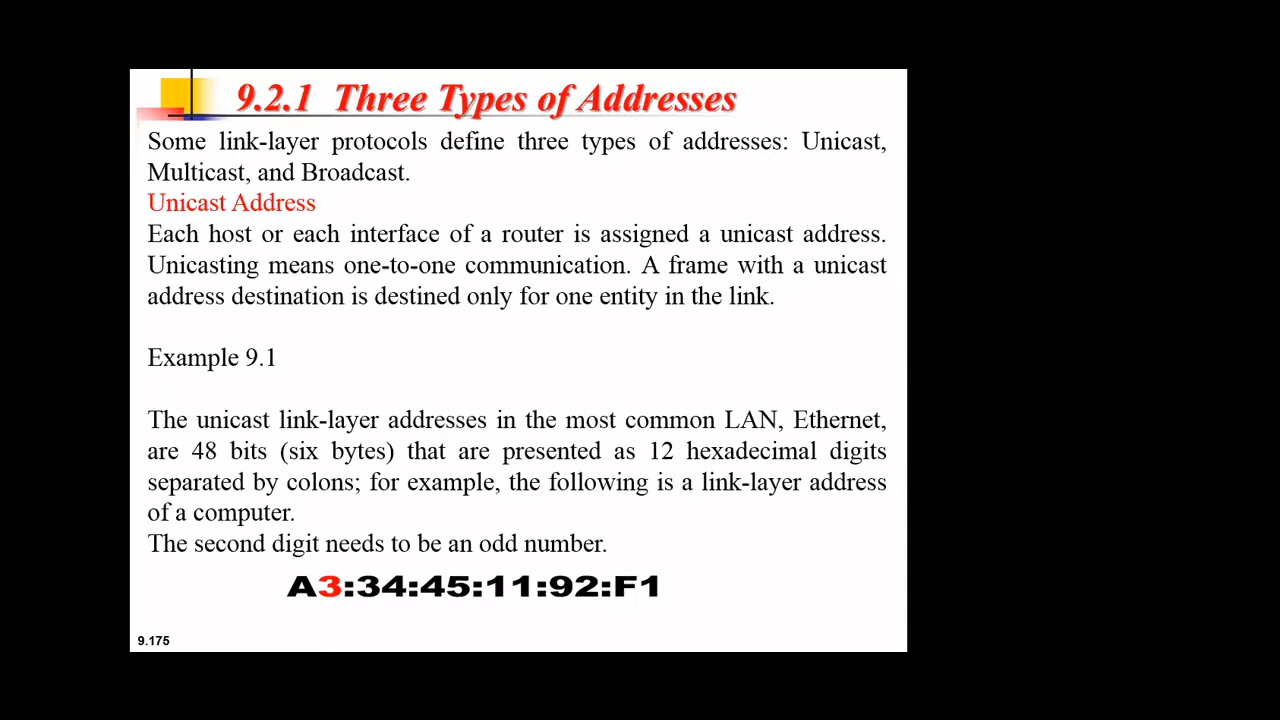 9.2.1 Three Types of Addresses
Some link-layer protocols define three types of addresses: Unicast,
Multicast, and Broadcast.
Unicast Address
Each host or each interface of a router is assigned a unicast address.
Unicasting means one-to-one communication. A frame with a unicast
address destination is destined only for one entity in the link.
Example 9.1
The unicast link-layer addresses in the most common LAN, Ethernet,
are 48 bits (six bytes) that are presented as 12 hexadecimal digits
separated by colons; for example, the following is a link-layer address
of a computer.
The second digit needs to be an odd number.
A3:34:45:11:92:F1
9.175